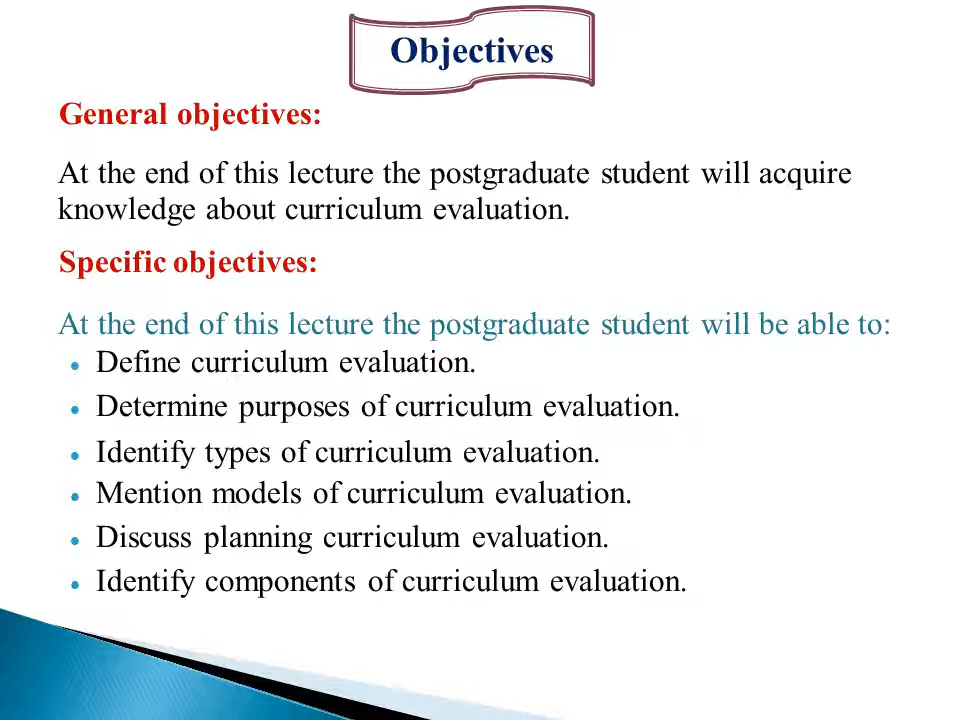 Objectives
General objectives:
At the end of this lecture the postgraduate student will acquire
knowledge about curriculum evaluation.
Specific objectives:
At the end of this lecture the postgraduate student will be able to:
• Define curriculum evaluation.
• Determine purposes of curriculum evaluation.
• Identify types of curriculum evaluation.
• Mention models of curriculum evaluation.
• Discuss planning curriculum evaluation.
• Identify components of curriculum evaluation.